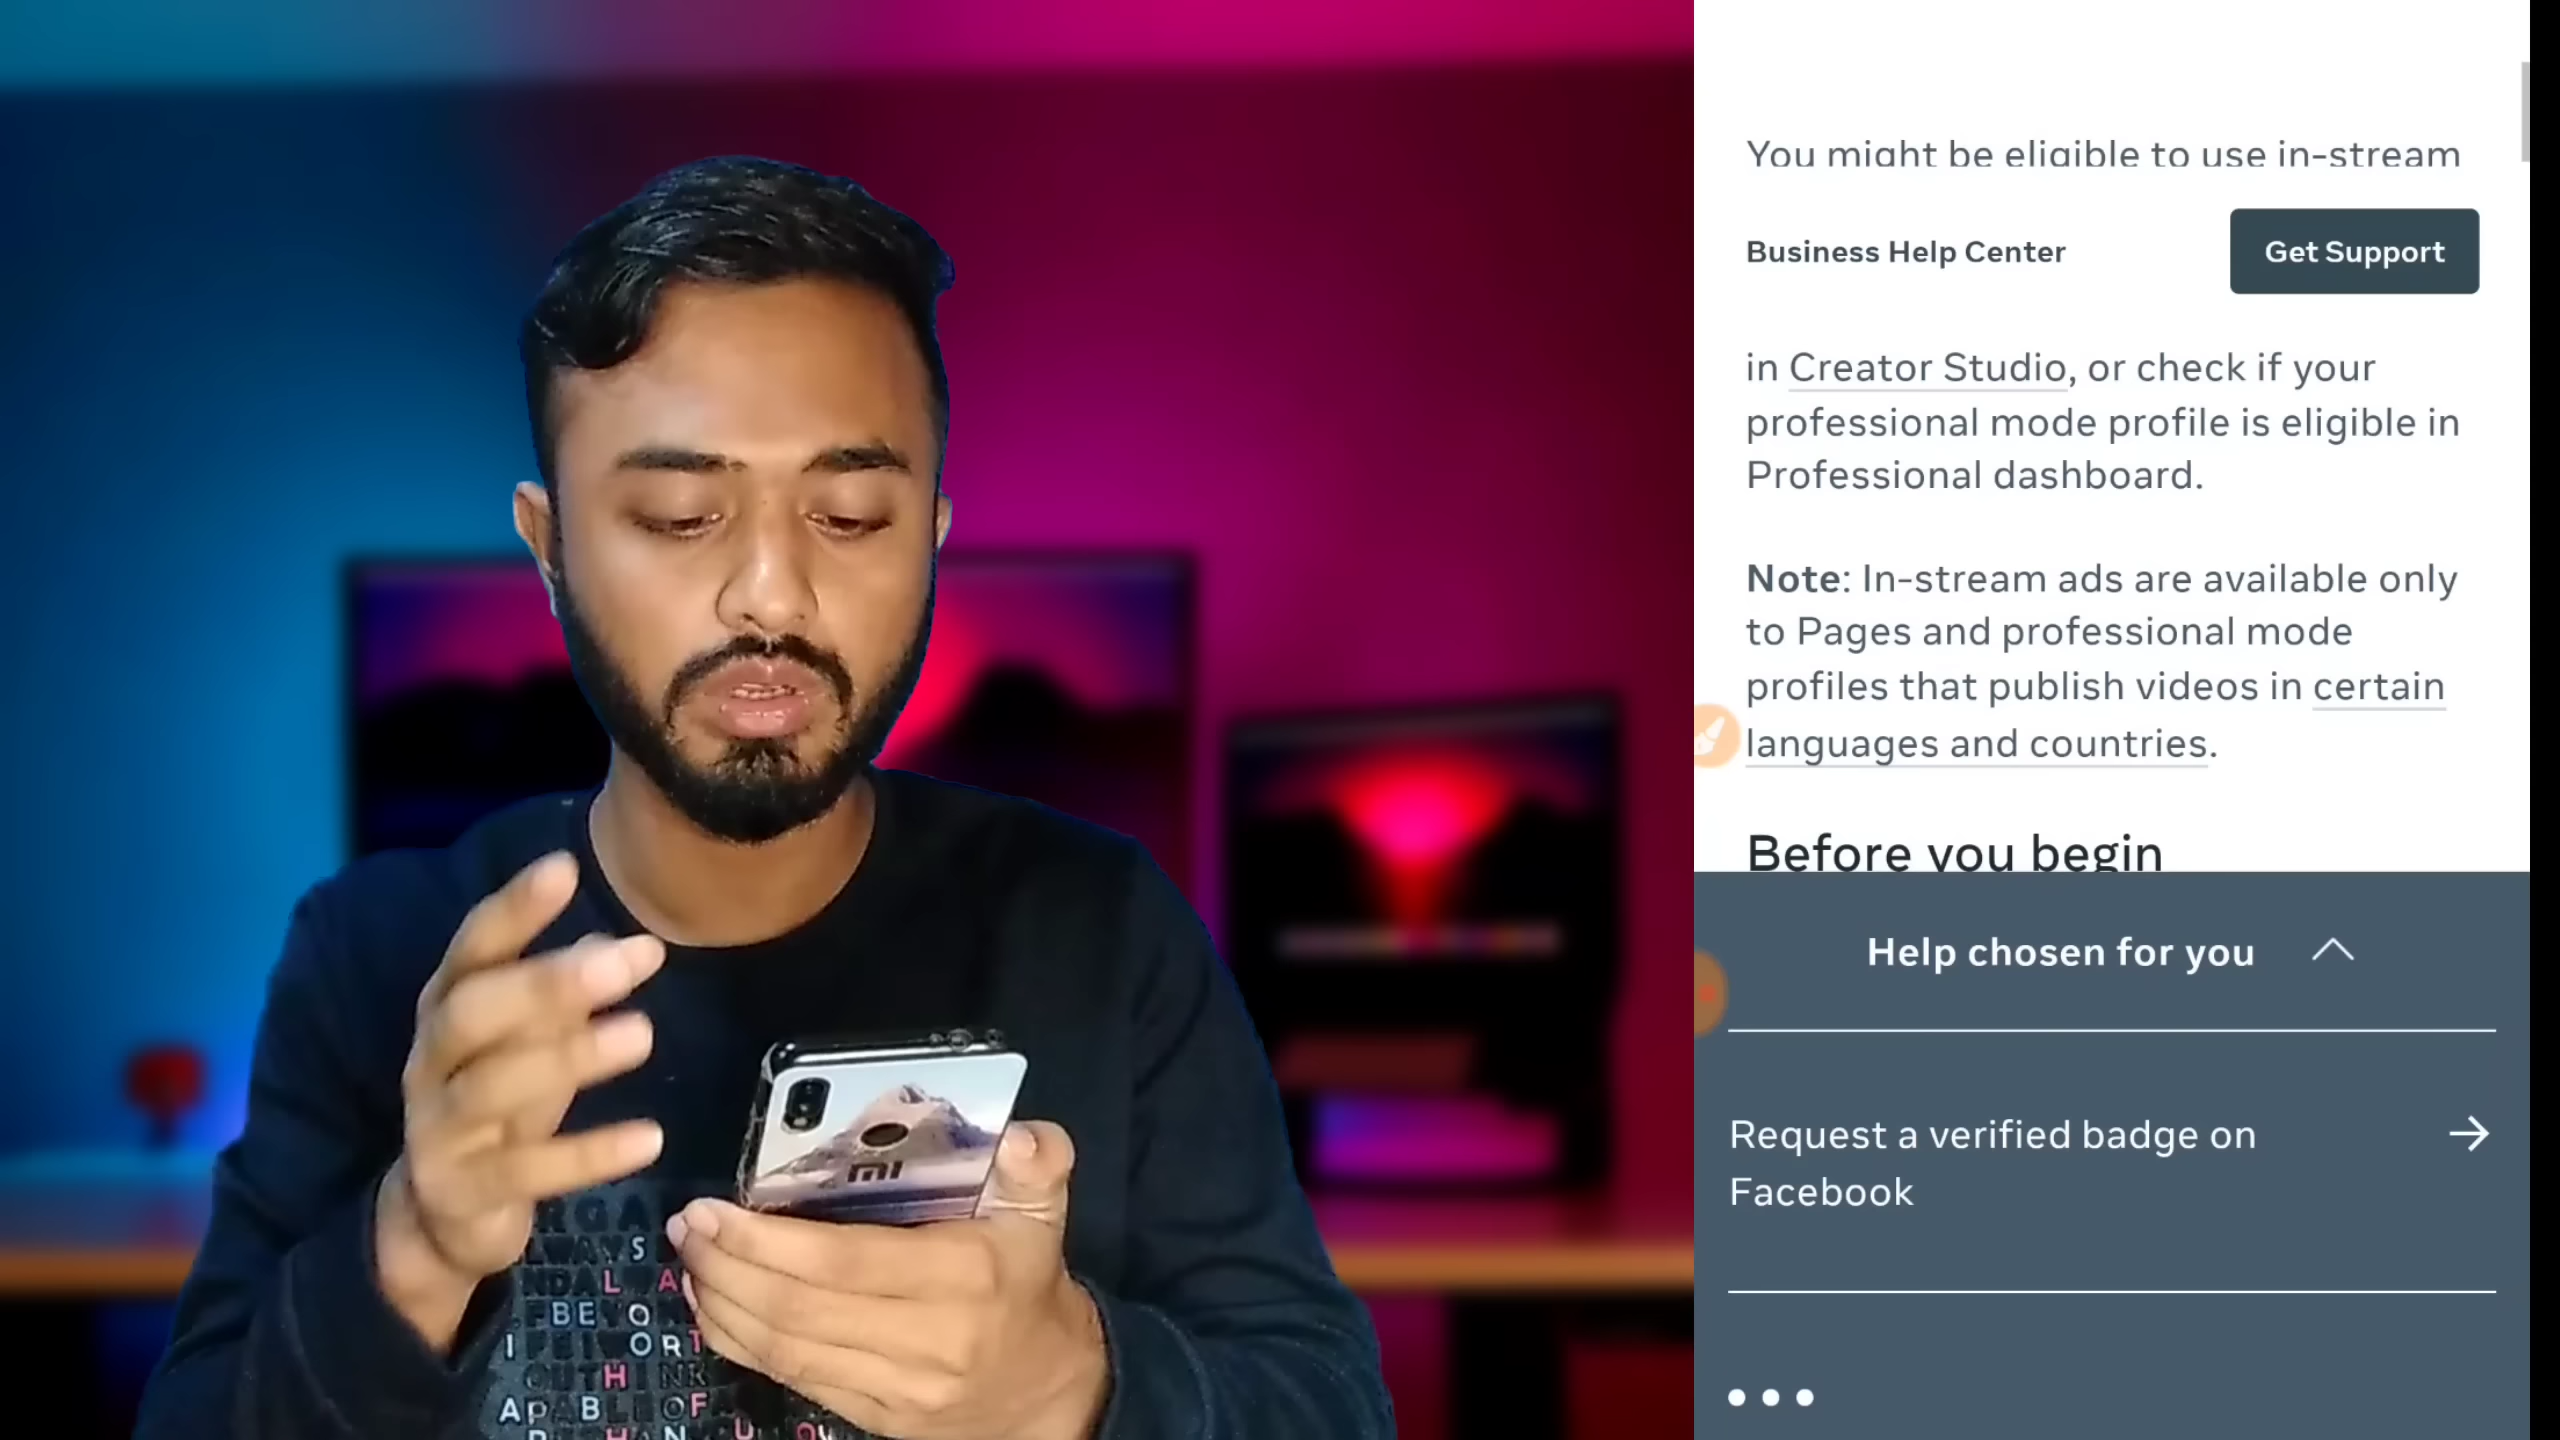 You might be eligible to use in-stream
Business Help Center
Get Support
in Creator Studio, or check if your
professional mode profile is eligible in
Professional dashboard.
Note: In-stream ads are available only
to Pages and professional mode
profiles that publish videos in certain
languages and countries.
Before you begin
Help chosen for you
Request a verified badge on
Facebook
mi